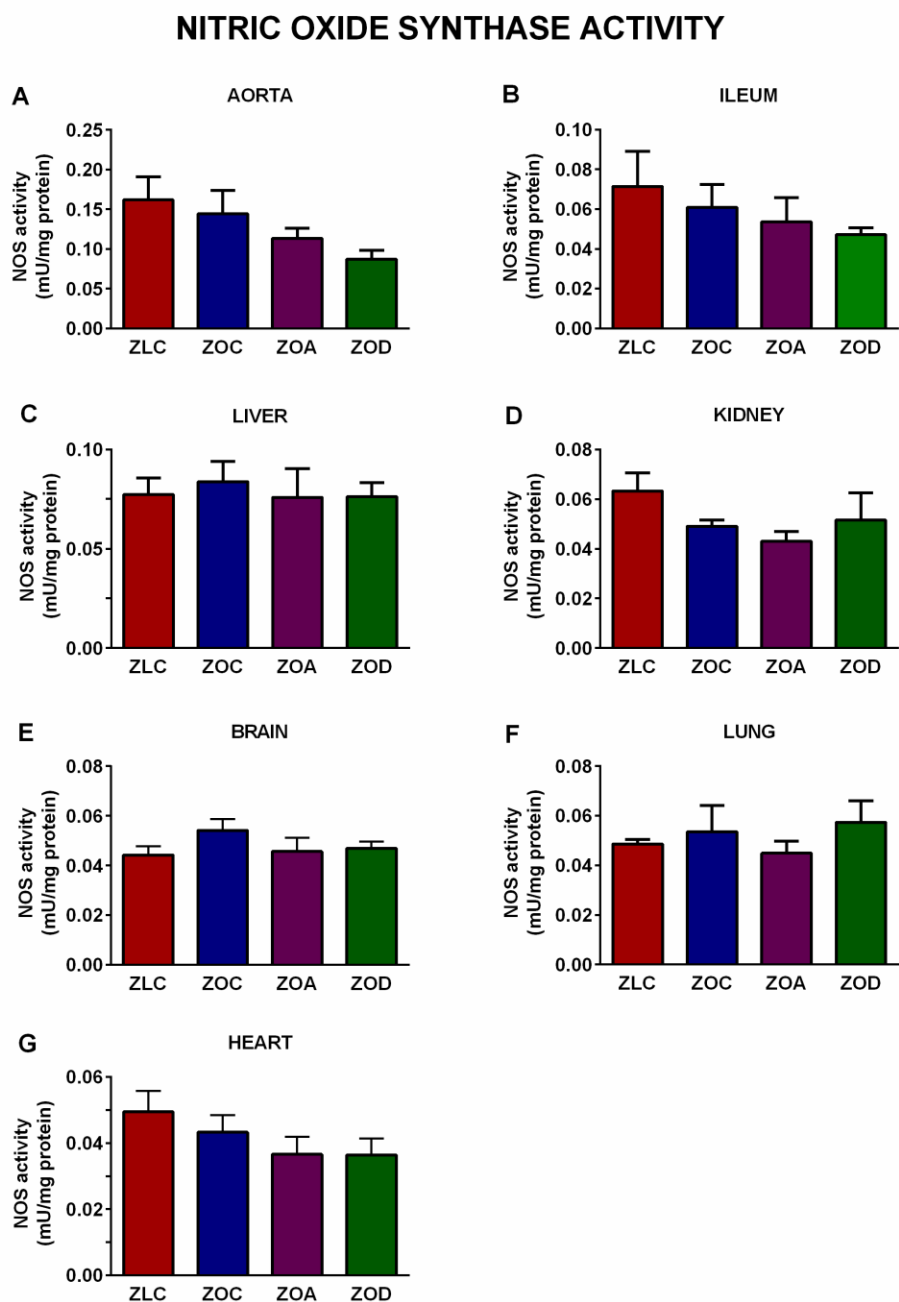 NITRIC OXIDE SYNTHASE ACTIVITY
A
AORTA
NOS activity
(mU/mg protein)
0.25
0.20
0.15
0.10
0.05
0.00
ZLC ZOC ZOA ZOD
B
ILEUM
NOS activity
(mU/mg protein)
0.10
0.08
0.06
0.04
0.02
0.00
ZLC ZOC ZOA ZOD
C
LIVER
NOS activity
(mU/mg protein)
0.10
0.05
0.00
ZLC ZOC ZOA ZOD
D
KIDNEY
NOS activity
(mU/mg protein)
0.08
0.06
0.04
0.02
0.00
ZLC ZOC ZOA ZOD
E
BRAIN
NOS activity
(mU/mg protein)
0.08
0.06
0.04
0.02
0.00
ZLC ZOC ZOA ZOD
F
LUNG
NOS activity
(mU/mg protein)
0.08
0.06
0.04
0.02
0.00
ZLC ZOC ZOA ZOD
G
HEART
NOS activity
(mU/mg protein)
0.06
0.04
0.02
0.00
ZLC ZOC ZOA ZOD